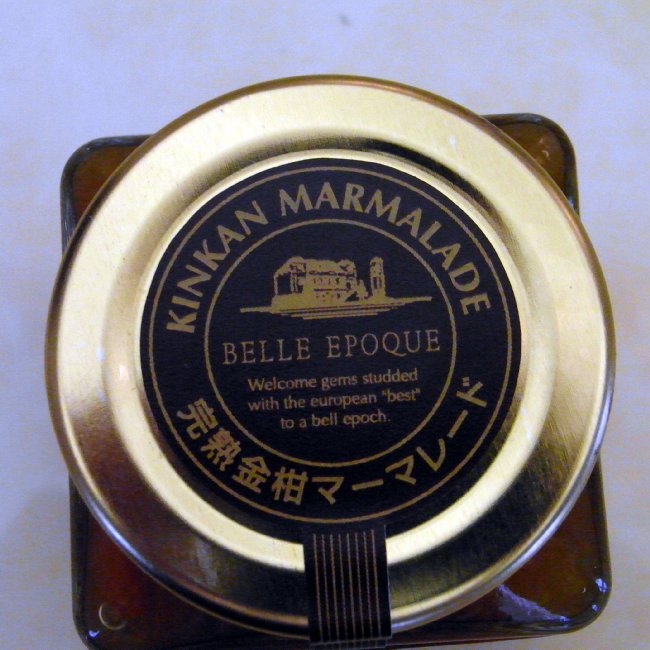 KINKAN MARMALADE
BELLE EPOQUE
Welcome gems studded
with the european "best"
to a bell epoch.
完熟金柑マーマレード